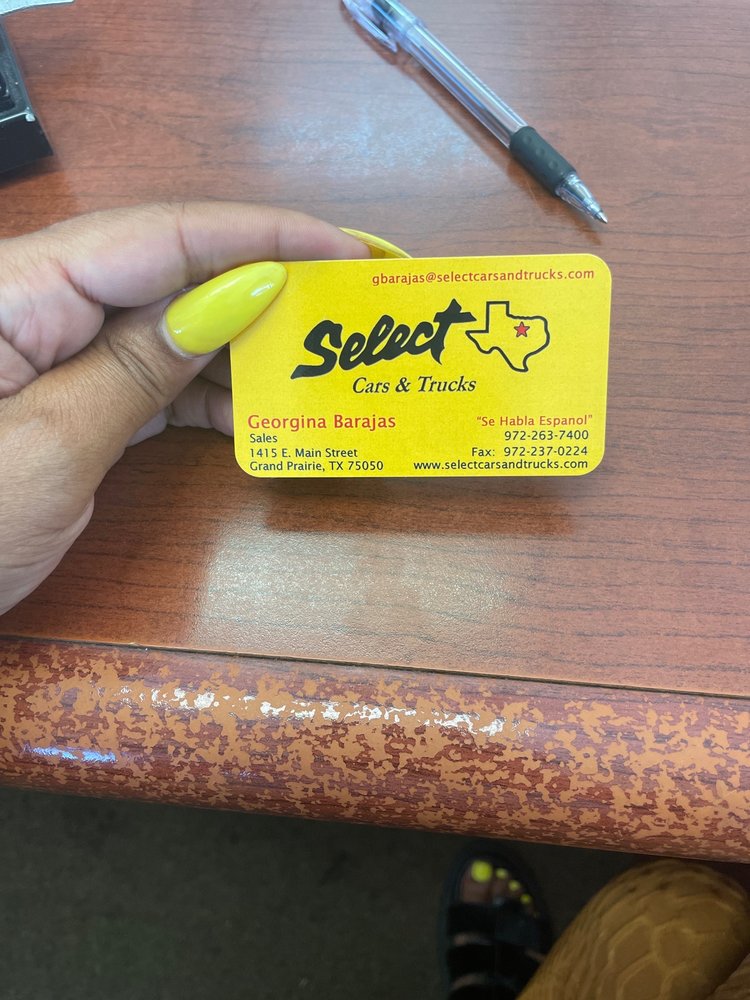 gbarajas@selectcarsandtrucks.com
Select
Cars & Trucks
Georgina Barajas
Sales
1415 E. Main Street
Grand Prairie, TX 75050
"Se Habla Espanol"
972-263-7400
Fax: 972-237-0224
www.selectcarsandtrucks.com